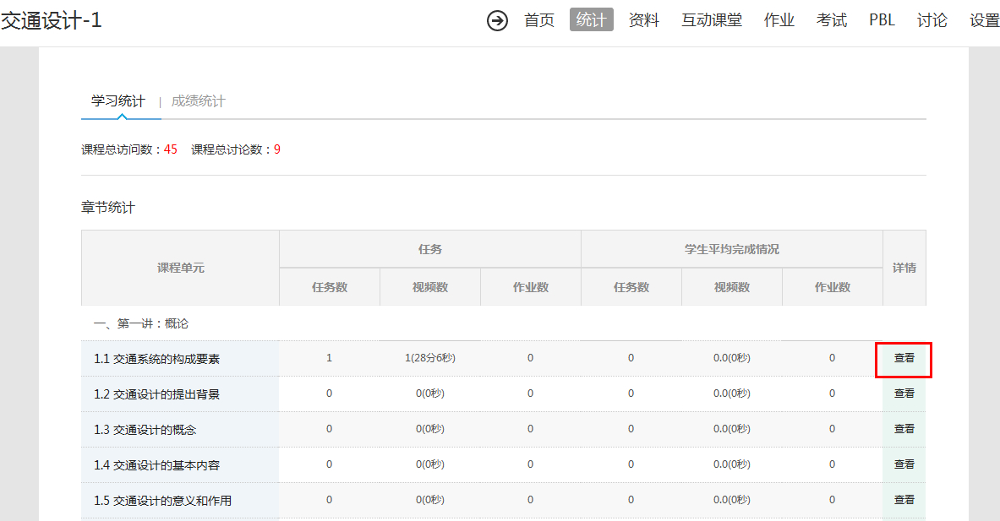 交通设计-1 首页 统计 资料 互动课堂 作业 考试 PBL 讨论 设置
学习统计 | 成绩统计
课程总访问数：45 课程总讨论数：9
章节统计
课程单元 任务 学生平均完成情况 详情
任务数 视频数 作业数 任务数 视频数 作业数
一、第一讲：概论
1.1 交通系统的构成要素 1 1(28分6秒) 0 0 0.0(0秒) 0 查看
1.2 交通设计的提出背景 0 0(0秒) 0 0 0.0(0秒) 0 查看
1.3 交通设计的概念 0 0(0秒) 0 0 0.0(0秒) 0 查看
1.4 交通设计的基本内容 0 0(0秒) 0 0 0.0(0秒) 0 查看
1.5 交通设计的意义和作用 0 0(0秒) 0 0 0.0(0秒) 0 查看